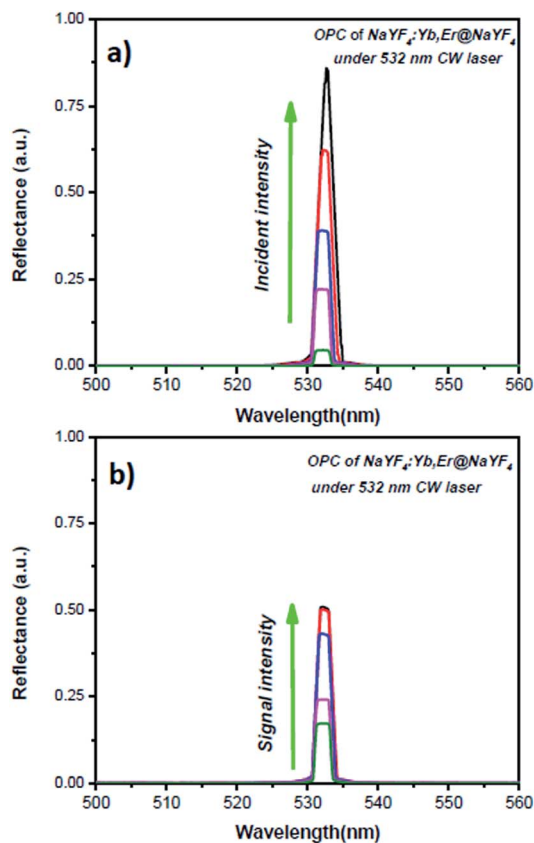 a)
OPC of NaYF4:Yb,Er@NaYF4
under 532 nm CW laser
Incident intensity
Reflectance (a.u.)
1.00
0.75
0.50
0.25
0.00
500 510 520 530 540 550 560
Wavelength(nm)
b)
OPC of NaYF4:Yb,Er@NaYF4
under 532 nm CW laser
Signal intensity
Reflectance (a.u.)
1.00
0.75
0.50
0.25
0.00
500 510 520 530 540 550 560
Wavelength(nm)